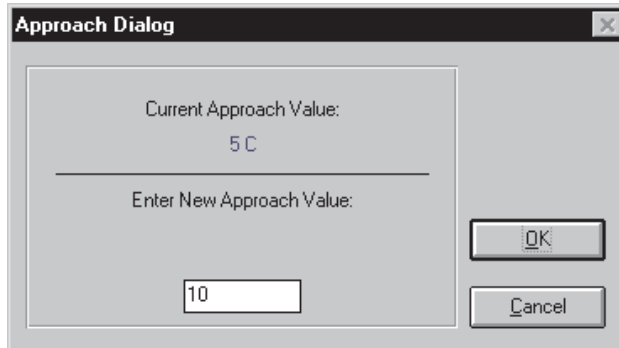 Approach Dialog
Current Approach Value:
5 C
Enter New Approach Value:
10
OK
Cancel